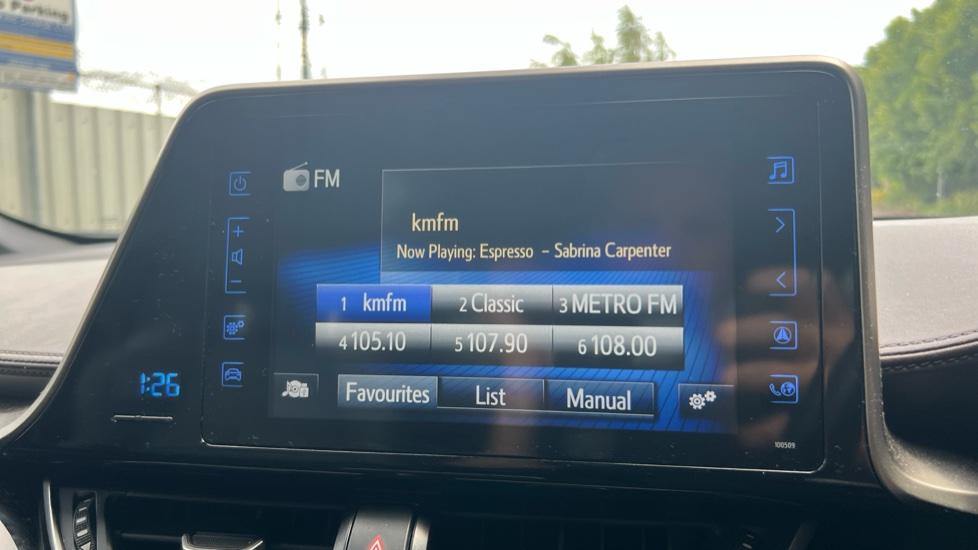 Parking
FM
kmfm
Now Playing: Espresso – Sabrina Carpenter
1 kmfm 2 Classic 3 METRO FM
4 105.10 5 107.90 6 108.00
1:26
Favourites List Manual
100509